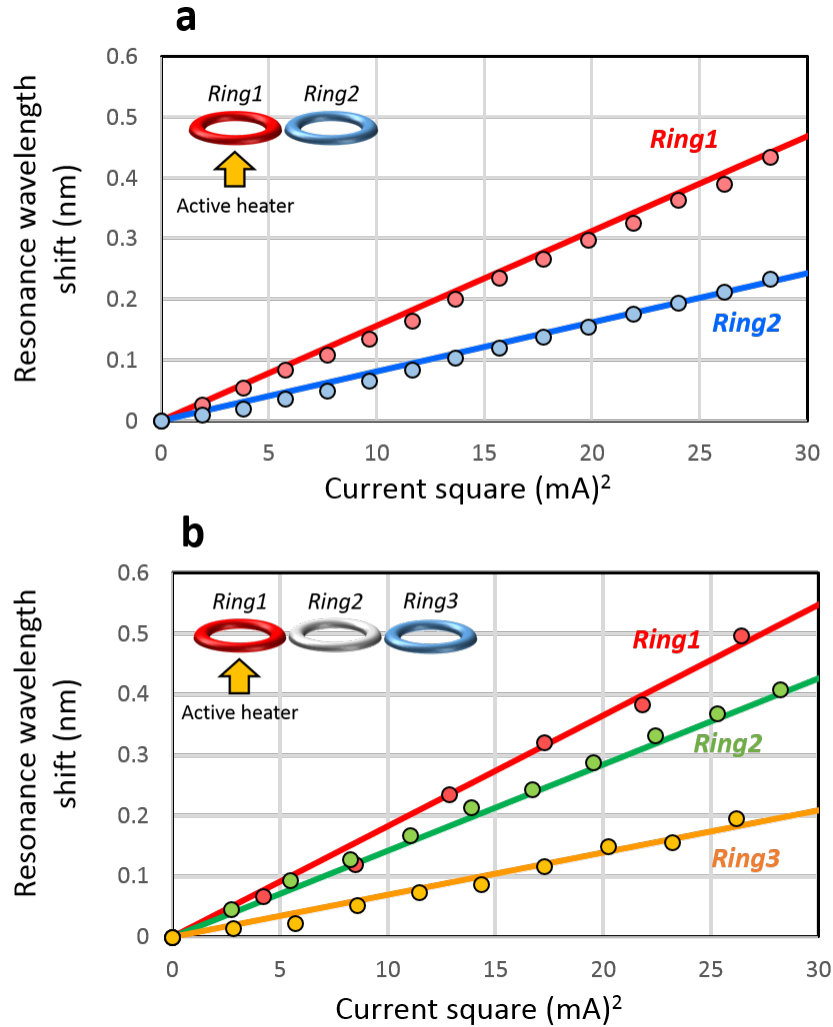 a
Resonance wavelength
shift (nm)
0.6
0.5
0.4
0.3
0.2
0.1
0
Ring1 Ring2
Active heater
Ring1
Ring2
0 5 10 15 20 25 30
Current square (mA)²
b
Resonance wavelength
shift (nm)
0.6
0.5
0.4
0.3
0.2
0.1
0
Ring1 Ring2 Ring3
Active heater
Ring1
Ring2
Ring3
0 5 10 15 20 25 30
Current square (mA)²